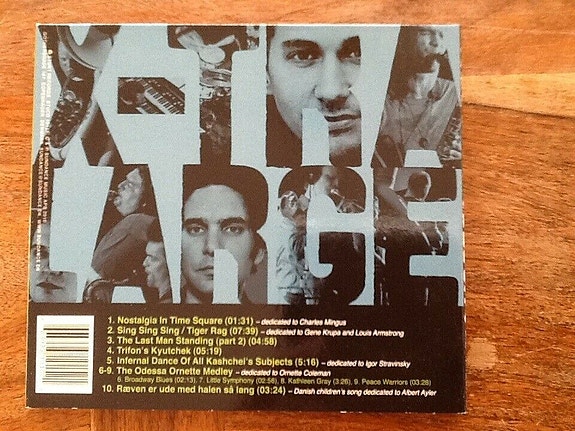 XTRA
LARGE
1. Nostalgia In Time Square (01:31) – dedicated to Charles Mingus
2. Sing Sing Sing / Tiger Rag (07:39) – dedicated to Gene Krupa and Louis Armstrong
3. The Last Man Standing (part 2) (04:58)
4. Trifon's Kyutchek (05:19)
5. Infernal Dance Of All Kashchei's Subjects (5:16) – dedicated to Igor Stravinsky
6-9. The Odessa Ornette Medley – dedicated to Ornette Coleman
6. Broadway Blues (02:13), 7. Little Symphony (02:58), 8. Kathleen Gray (3:26), 9. Peace Warriors (03:28)
10. Ræven er ude med halen så lang (03:24) – Danish children's song dedicated to Albert Ayler